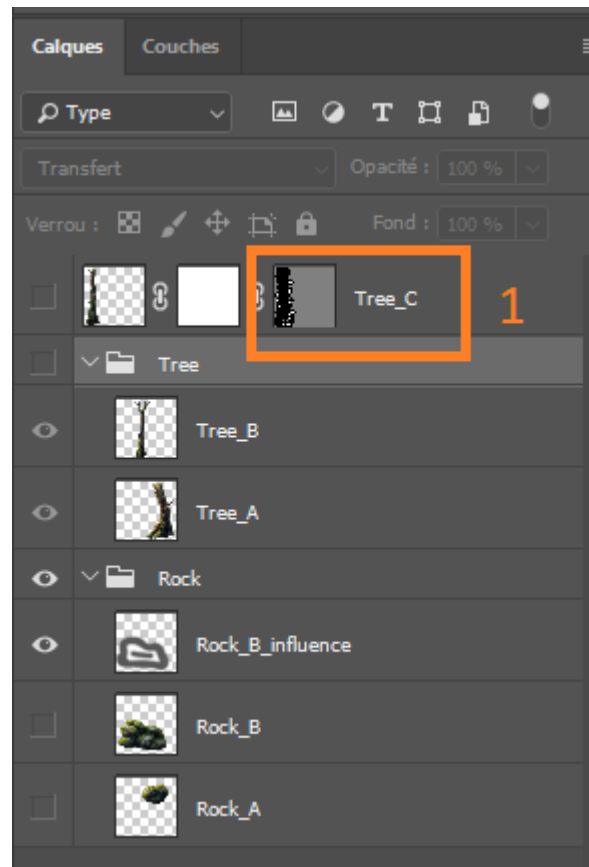 Calques Couches
Type T
Transfert Opacité : 100 %
Verrou : Fond : 100 %
Tree_C 1
Tree
Tree_B
Tree_A
Rock
Rock_B_influence
Rock_B
Rock_A